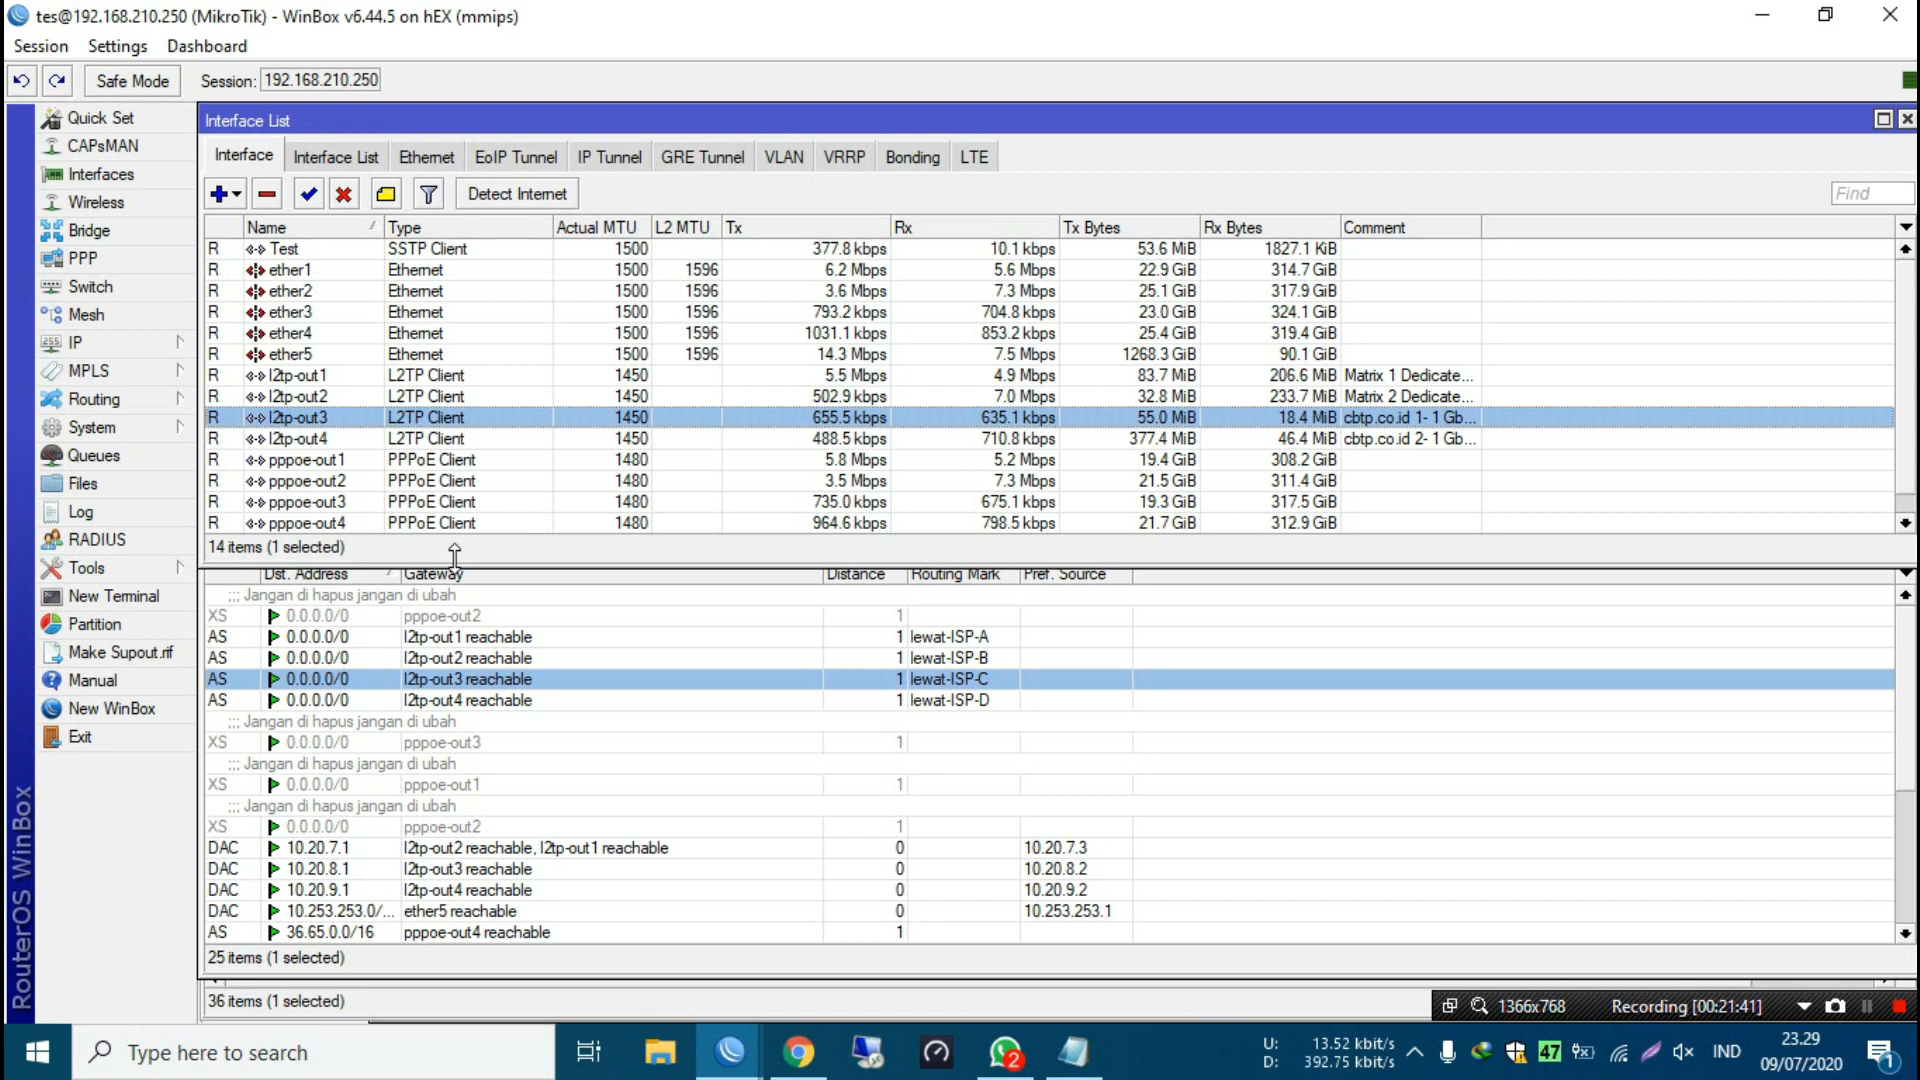 tes@192.168.210.250 (MikroTik) - WinBox v6.44.5 on hEX (mmips)
Session Settings Dashboard
Safe Mode Session: 192.168.210.250
Quick Set
CAPsMAN
Interfaces
Wireless
Bridge
PPP
Switch
Mesh
IP
MPLS
Routing
System
Queues
Files
Log
RADIUS
Tools
New Terminal
Partition
Make Supout.rif
Manual
New WinBox
Exit
RouterOS WinBox
Interface List
Interface Interface List Ethernet EoIP Tunnel IP Tunnel GRE Tunnel VLAN VRRP Bonding LTE
Detect Internet Find
Name Type Actual MTU L2 MTU Tx Rx Tx Bytes Rx Bytes Comment
R Test SSTP Client 1500 377.8 kbps 10.1 kbps 53.6 MiB 1827.1 KiB
R ether1 Ethernet 1500 1596 6.2 Mbps 5.6 Mbps 22.9 GiB 314.7 GiB
R ether2 Ethernet 1500 1596 3.6 Mbps 7.3 Mbps 25.1 GiB 317.9 GiB
R ether3 Ethernet 1500 1596 793.2 kbps 704.8 kbps 23.0 GiB 324.1 GiB
R ether4 Ethernet 1500 1596 1031.1 kbps 853.2 kbps 25.4 GiB 319.4 GiB
R ether5 Ethernet 1500 1596 14.3 Mbps 7.5 Mbps 1268.3 GiB 90.1 GiB
R l2tp-out1 L2TP Client 1450 5.5 Mbps 4.9 Mbps 83.7 MiB 206.6 MiB Matrix 1 Dedicate...
R l2tp-out2 L2TP Client 1450 502.9 kbps 7.0 Mbps 32.8 MiB 233.7 MiB Matrix 2 Dedicate...
R l2tp-out3 L2TP Client 1450 655.5 kbps 635.1 kbps 55.0 MiB 18.4 MiB cbtp.co.id 1- 1 Gb...
R l2tp-out4 L2TP Client 1450 488.5 kbps 710.8 kbps 377.4 MiB 46.4 MiB cbtp.co.id 2- 1 Gb...
R pppoe-out1 PPPoE Client 1480 5.8 Mbps 5.2 Mbps 19.4 GiB 308.2 GiB
R pppoe-out2 PPPoE Client 1480 3.5 Mbps 7.3 Mbps 21.5 GiB 311.4 GiB
R pppoe-out3 PPPoE Client 1480 735.0 kbps 675.1 kbps 19.3 GiB 317.5 GiB
R pppoe-out4 PPPoE Client 1480 964.6 kbps 798.5 kbps 21.7 GiB 312.9 GiB
14 items (1 selected)
Dst. Address Gateway Distance Routing Mark Pref. Source
;;; Jangan di hapus jangan di ubah
XS 0.0.0.0/0 pppoe-out2 1
AS 0.0.0.0/0 l2tp-out1 reachable 1 lewat-ISP-A
AS 0.0.0.0/0 l2tp-out2 reachable 1 lewat-ISP-B
AS 0.0.0.0/0 l2tp-out3 reachable 1 lewat-ISP-C
AS 0.0.0.0/0 l2tp-out4 reachable 1 lewat-ISP-D
;;; Jangan di hapus jangan di ubah
XS 0.0.0.0/0 pppoe-out3 1
;;; Jangan di hapus jangan di ubah
XS 0.0.0.0/0 pppoe-out1 1
;;; Jangan di hapus jangan di ubah
XS 0.0.0.0/0 pppoe-out2 1
DAC 10.20.7.1 l2tp-out2 reachable, l2tp-out1 reachable 0 10.20.7.3
DAC 10.20.8.1 l2tp-out3 reachable 0 10.20.8.2
DAC 10.20.9.1 l2tp-out4 reachable 0 10.20.9.2
DAC 10.253.253.0/... ether5 reachable 0 10.253.253.1
AS 36.65.0.0/16 pppoe-out4 reachable 1
25 items (1 selected)
36 items (1 selected)
1366x768 Recording [00:21:41]
Type here to search
2
U: 13.52 kbit/s
D: 392.75 kbit/s
47
IND
23.29
09/07/2020
1